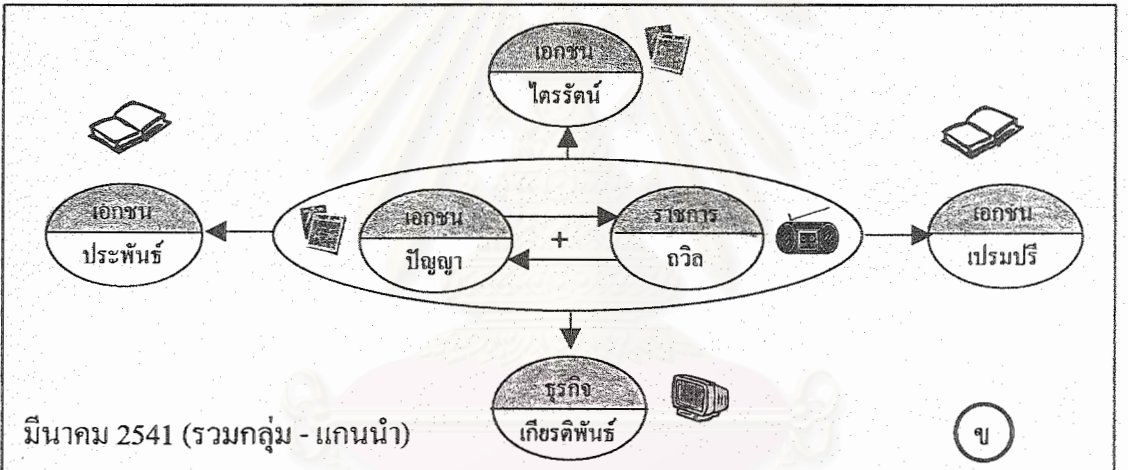 เอกชน
ไตรรัตน์
เอกชน
ประพันธ์
เอกชน
ปัญญา
+
ราชการ
ถวิล
เอกชน
เปรมปรี
ธุรกิจ
เกียรติพันธ์
มีนาคม 2541 (รวมกลุ่ม - แกนนำ)
ข